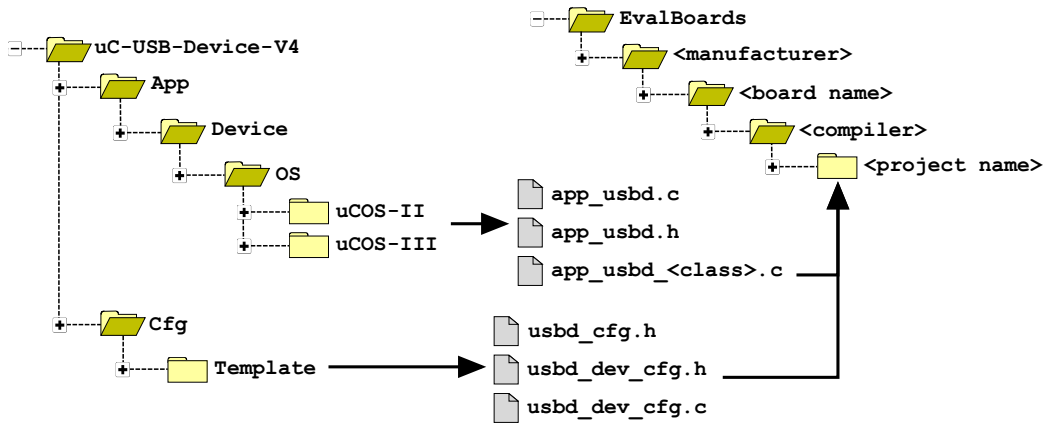 EvalBoards
uC-USB-Device-V4
<manufacturer>
App
<board name>
Device
<compiler>
OS
<project name>
app_usbd.c
uCOS-II
app_usbd.h
uCOS-III
app_usbd_<class>.c
Cfg
usbd_cfg.h
Template
usbd_dev_cfg.h
usbd_dev_cfg.c